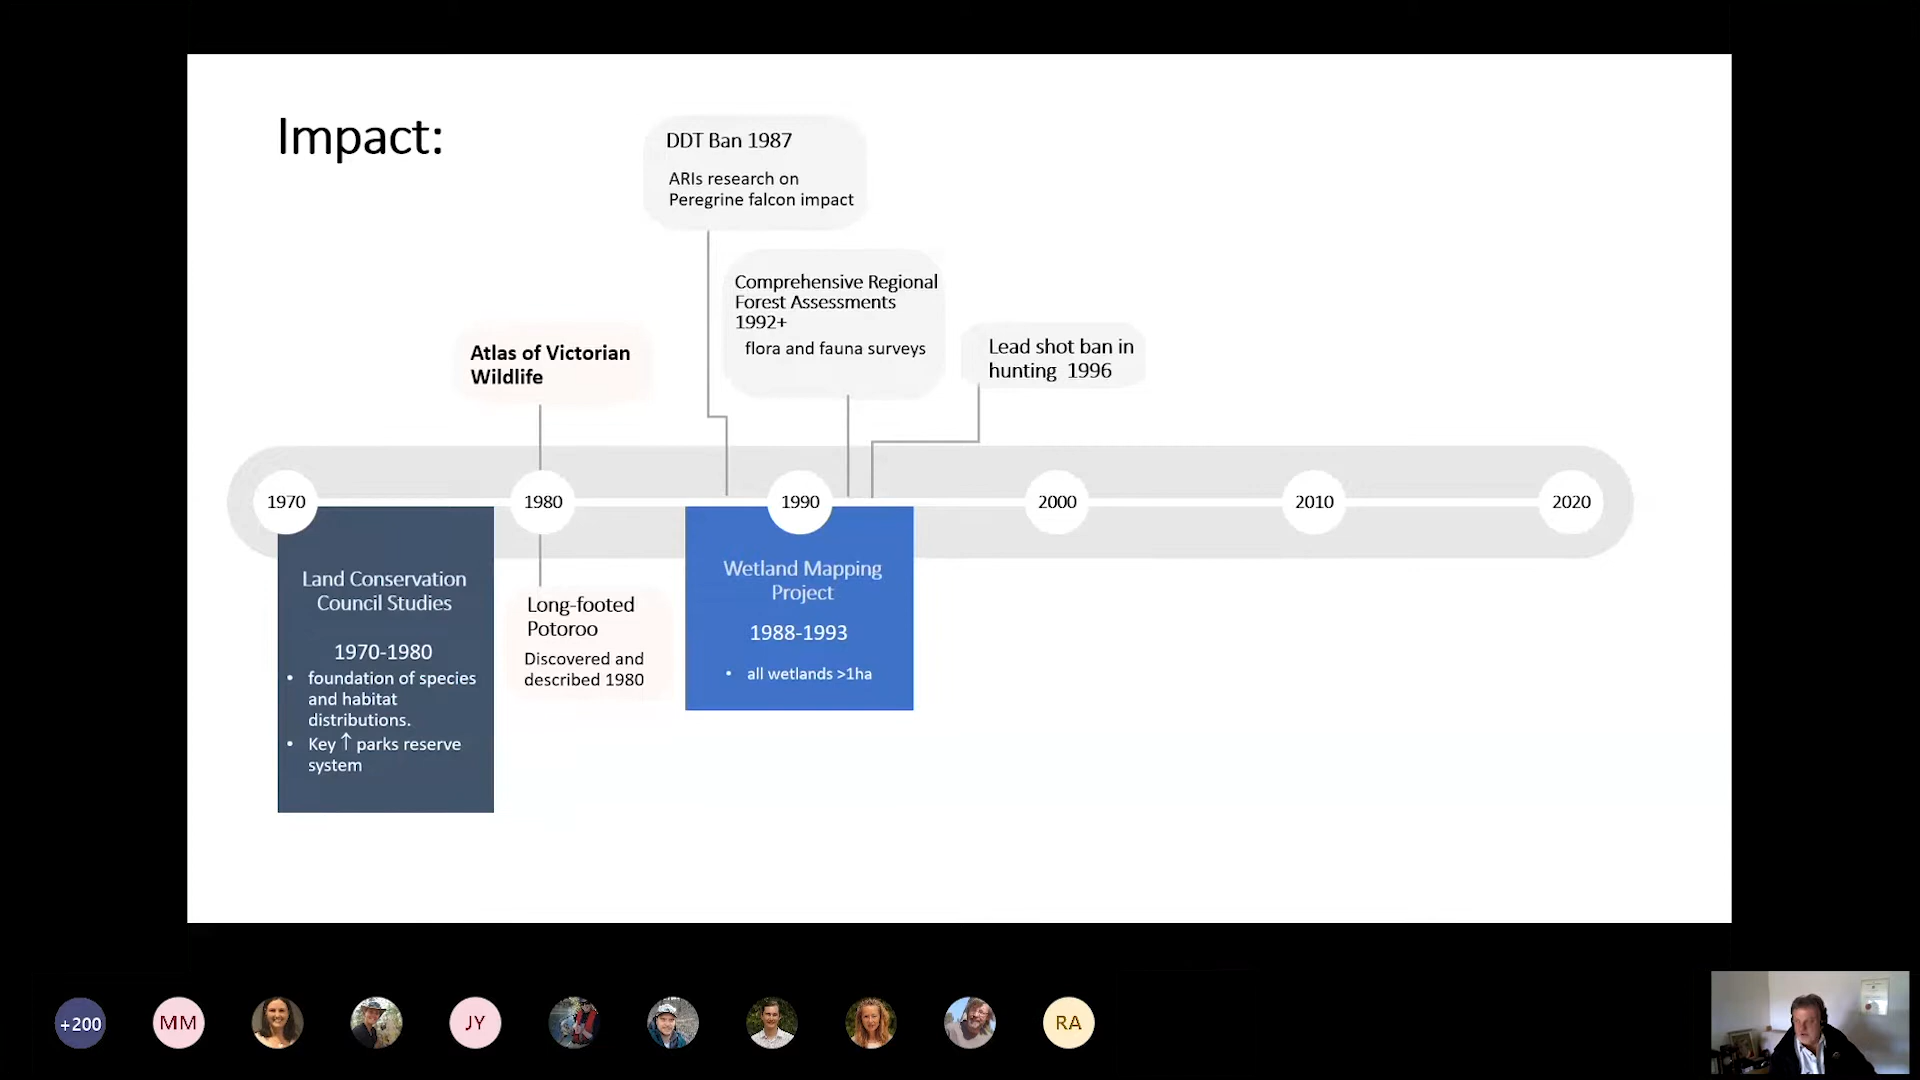 Impact:
DDT Ban 1987
ARIs research on
Peregrine falcon impact
Comprehensive Regional
Forest Assessments
1992+
flora and fauna surveys
Atlas of Victorian
Wildlife
Lead shot ban in
hunting 1996
1970
1980
1990
2000
2010
2020
Land Conservation
Council Studies
1970-1980
• foundation of species
and habitat
distributions.
• Key ↑ parks reserve
system
Long-footed
Potoroo
Discovered and
described 1980
Wetland Mapping
Project
1988-1993
• all wetlands >1ha
+200
MM
JY
RA